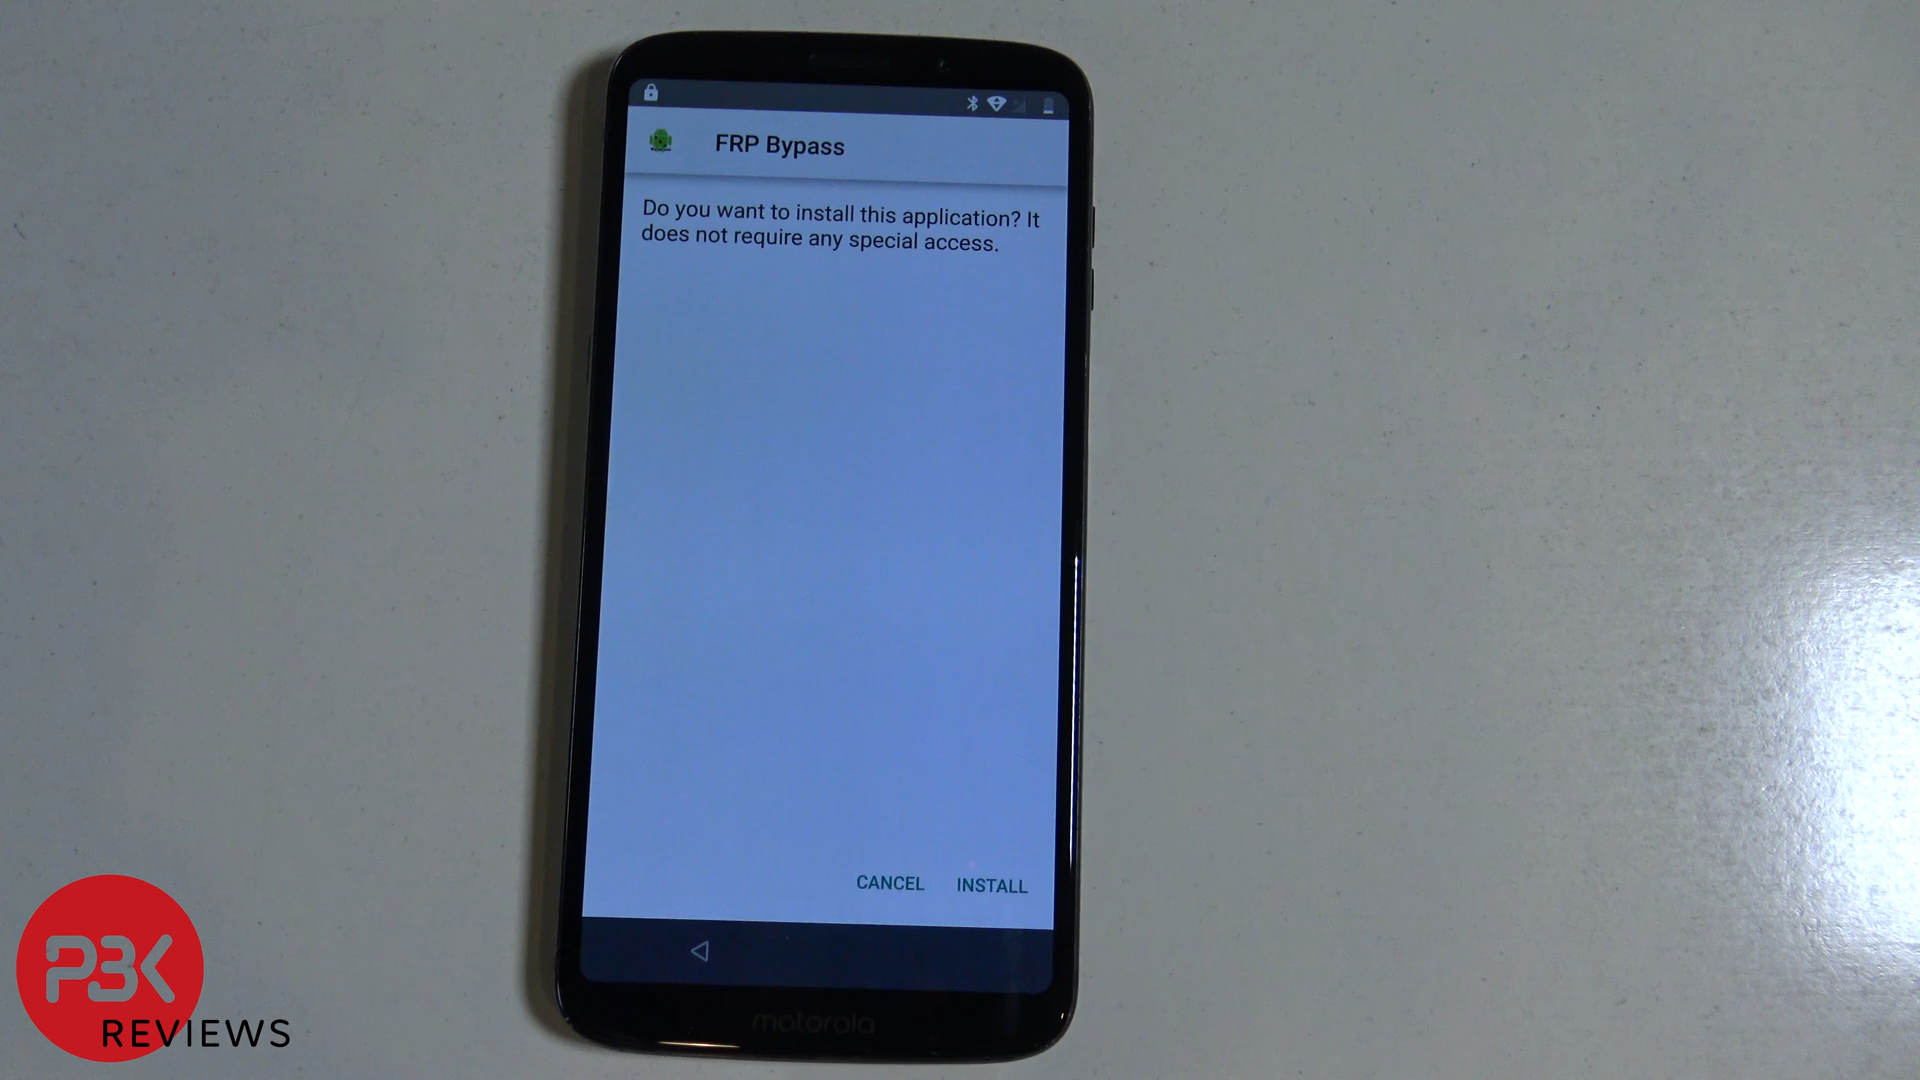 FRP Bypass
Do you want to install this application? It
does not require any special access.
CANCEL INSTALL
motorola
P3K
REVIEWS